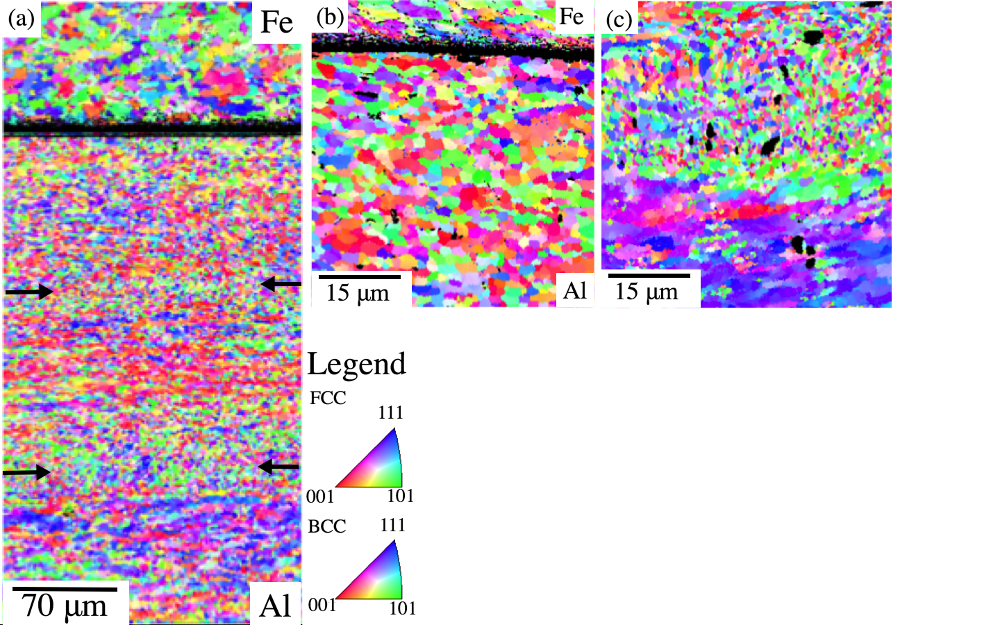 (a)
Fe
70 μm
Al
(b)
Fe
15 μm
Al
(c)
15 μm
Legend
FCC
111
001
101
BCC
111
001
101